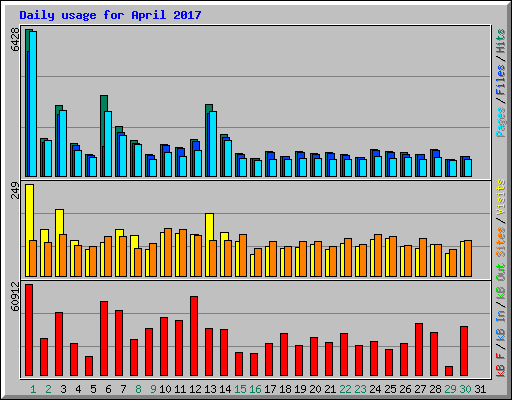 Daily usage for April 2017
6428
Pages / Files / Hits
249
Sites / Visits
60912
kB F / kB In / kB Out
1 2 3 4 5 6 7 8 9 10 11 12 13 14 15 16 17 18 19 20 21 22 23 24 25 26 27 28 29 30 31